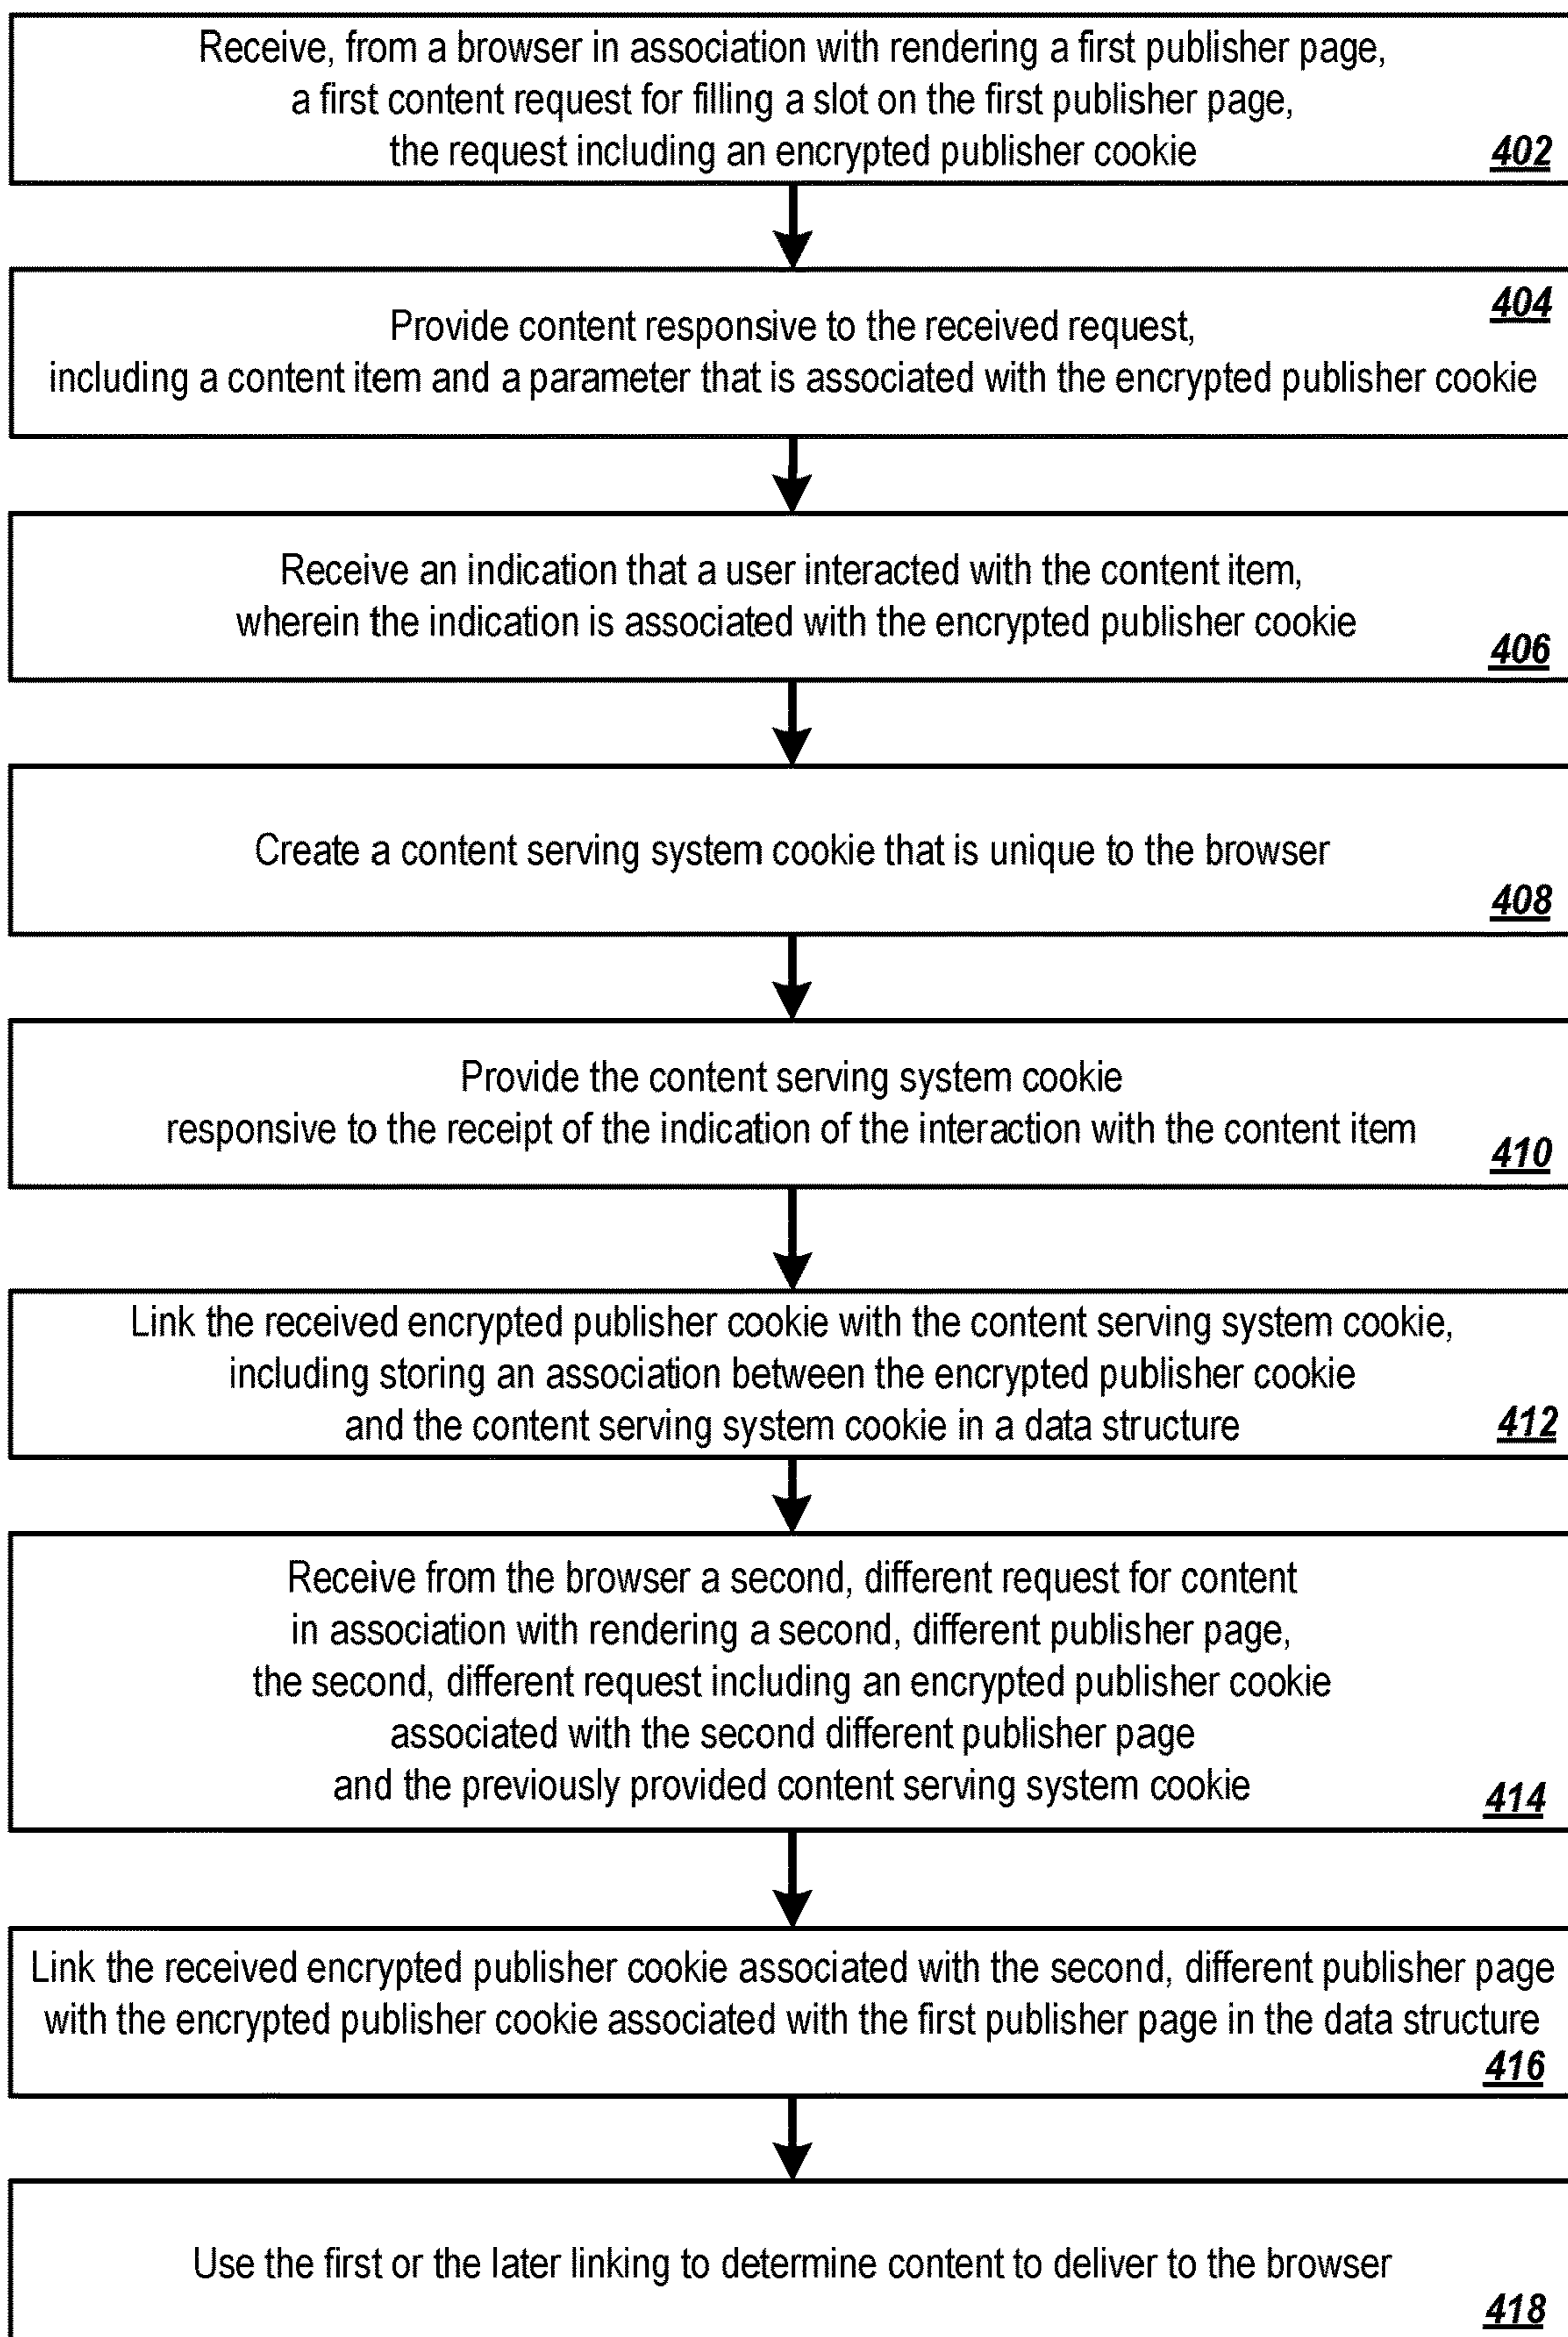 Receive, from a browser in association with rendering a first publisher page,
a first content request for filling a slot on the first publisher page,
the request including an encrypted publisher cookie
402
404
Provide content responsive to the received request,
including a content item and a parameter that is associated with the encrypted publisher cookie
Receive an indication that a user interacted with the content item,
wherein the indication is associated with the encrypted publisher cookie
406
Create a content serving system cookie that is unique to the browser
408
Provide the content serving system cookie
responsive to the receipt of the indication of the interaction with the content item
410
Link the received encrypted publisher cookie with the content serving system cookie,
including storing an association between the encrypted publisher cookie
and the content serving system cookie in a data structure
412
Receive from the browser a second, different request for content
in association with rendering a second, different publisher page,
the second, different request including an encrypted publisher cookie
associated with the second different publisher page
and the previously provided content serving system cookie
414
Link the received encrypted publisher cookie associated with the second, different publisher page
with the encrypted publisher cookie associated with the first publisher page in the data structure
416
Use the first or the later linking to determine content to deliver to the browser
418